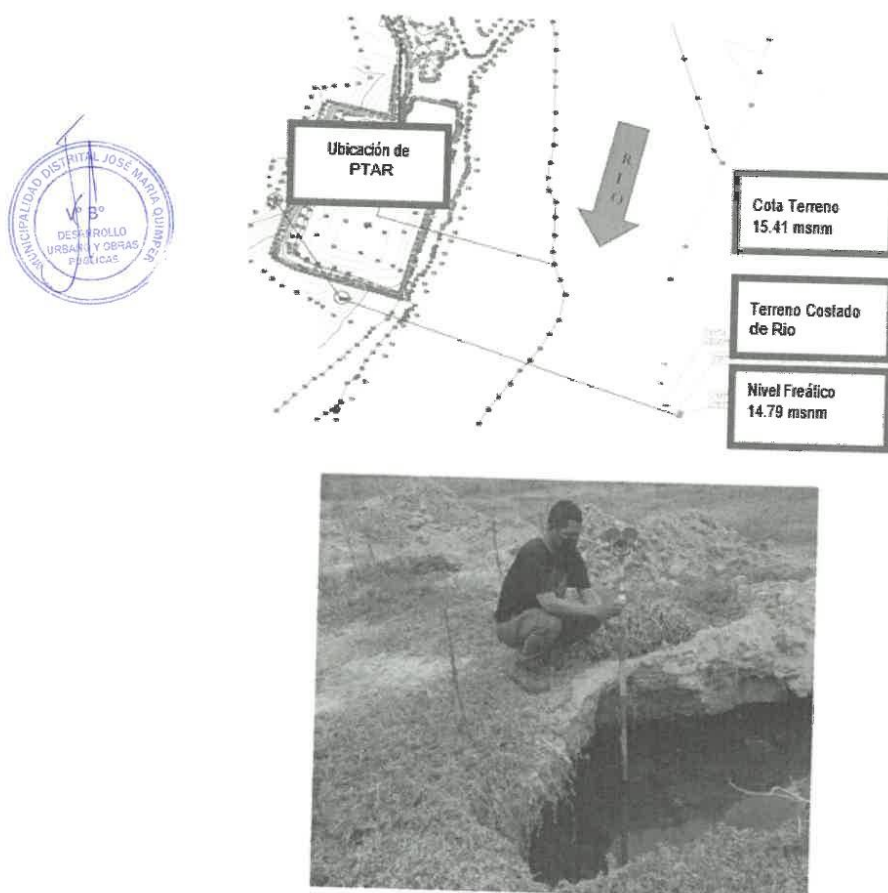 MUNICIPALIDAD DISTRITAL JOSÉ MARIA QUIMPER
V° B°
DESARROLLO
URBANO Y OBRAS
PÚBLICAS
Ubicación de
PTAR
RIO
Cota Terreno
15.41 msnm
Terreno Costado
de Rio
Nivel Freático
14.79 msnm